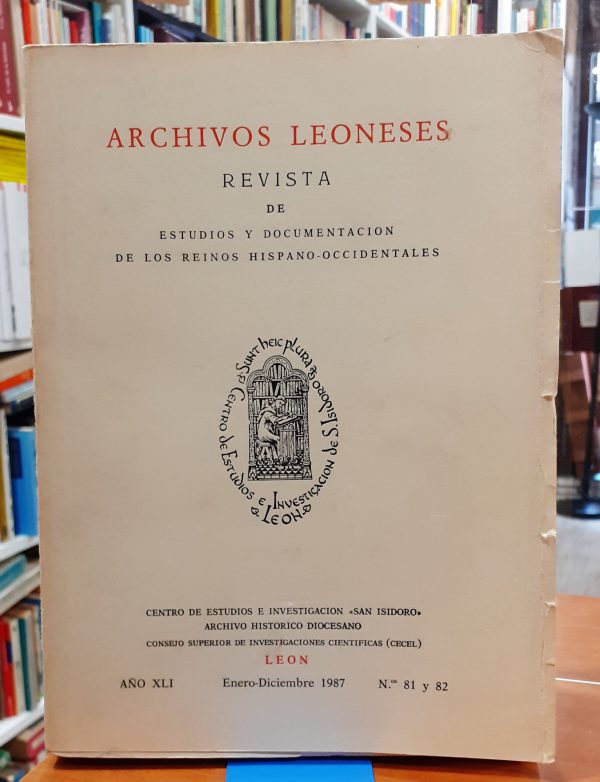 ARCHIVOS LEONESES
REVISTA
DE
ESTUDIOS Y DOCUMENTACION
DE LOS REINOS HISPANO-OCCIDENTALES
Sunt heic plura
Centro de Estudios e Investigacion de S. Isidoro
LEON
CENTRO DE ESTUDIOS E INVESTIGACION «SAN ISIDORO»
ARCHIVO HISTORICO DIOCESANO
CONSEJO SUPERIOR DE INVESTIGACIONES CIENTIFICAS (CECEL)
LEON
AÑO XLI Enero-Diciembre 1987 N.os 81 y 82